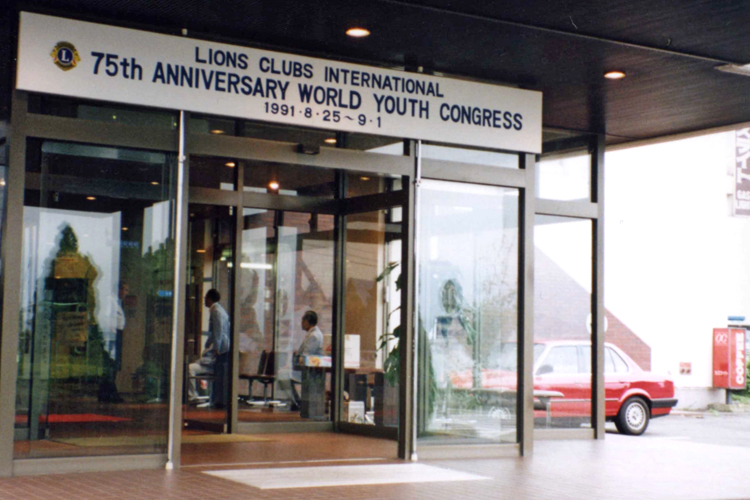 LIONS CLUBS INTERNATIONAL
75th ANNIVERSARY WORLD YOUTH CONGRESS
1991·8·25~9·1
L
COFFEE